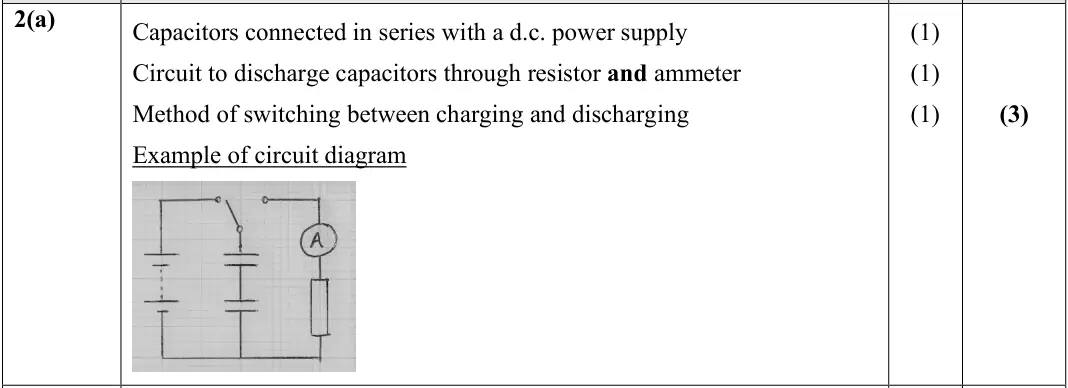 2(a)
Capacitors connected in series with a d.c. power supply (1)
Circuit to discharge capacitors through resistor and ammeter (1)
Method of switching between charging and discharging (1) (3)
Example of circuit diagram
A